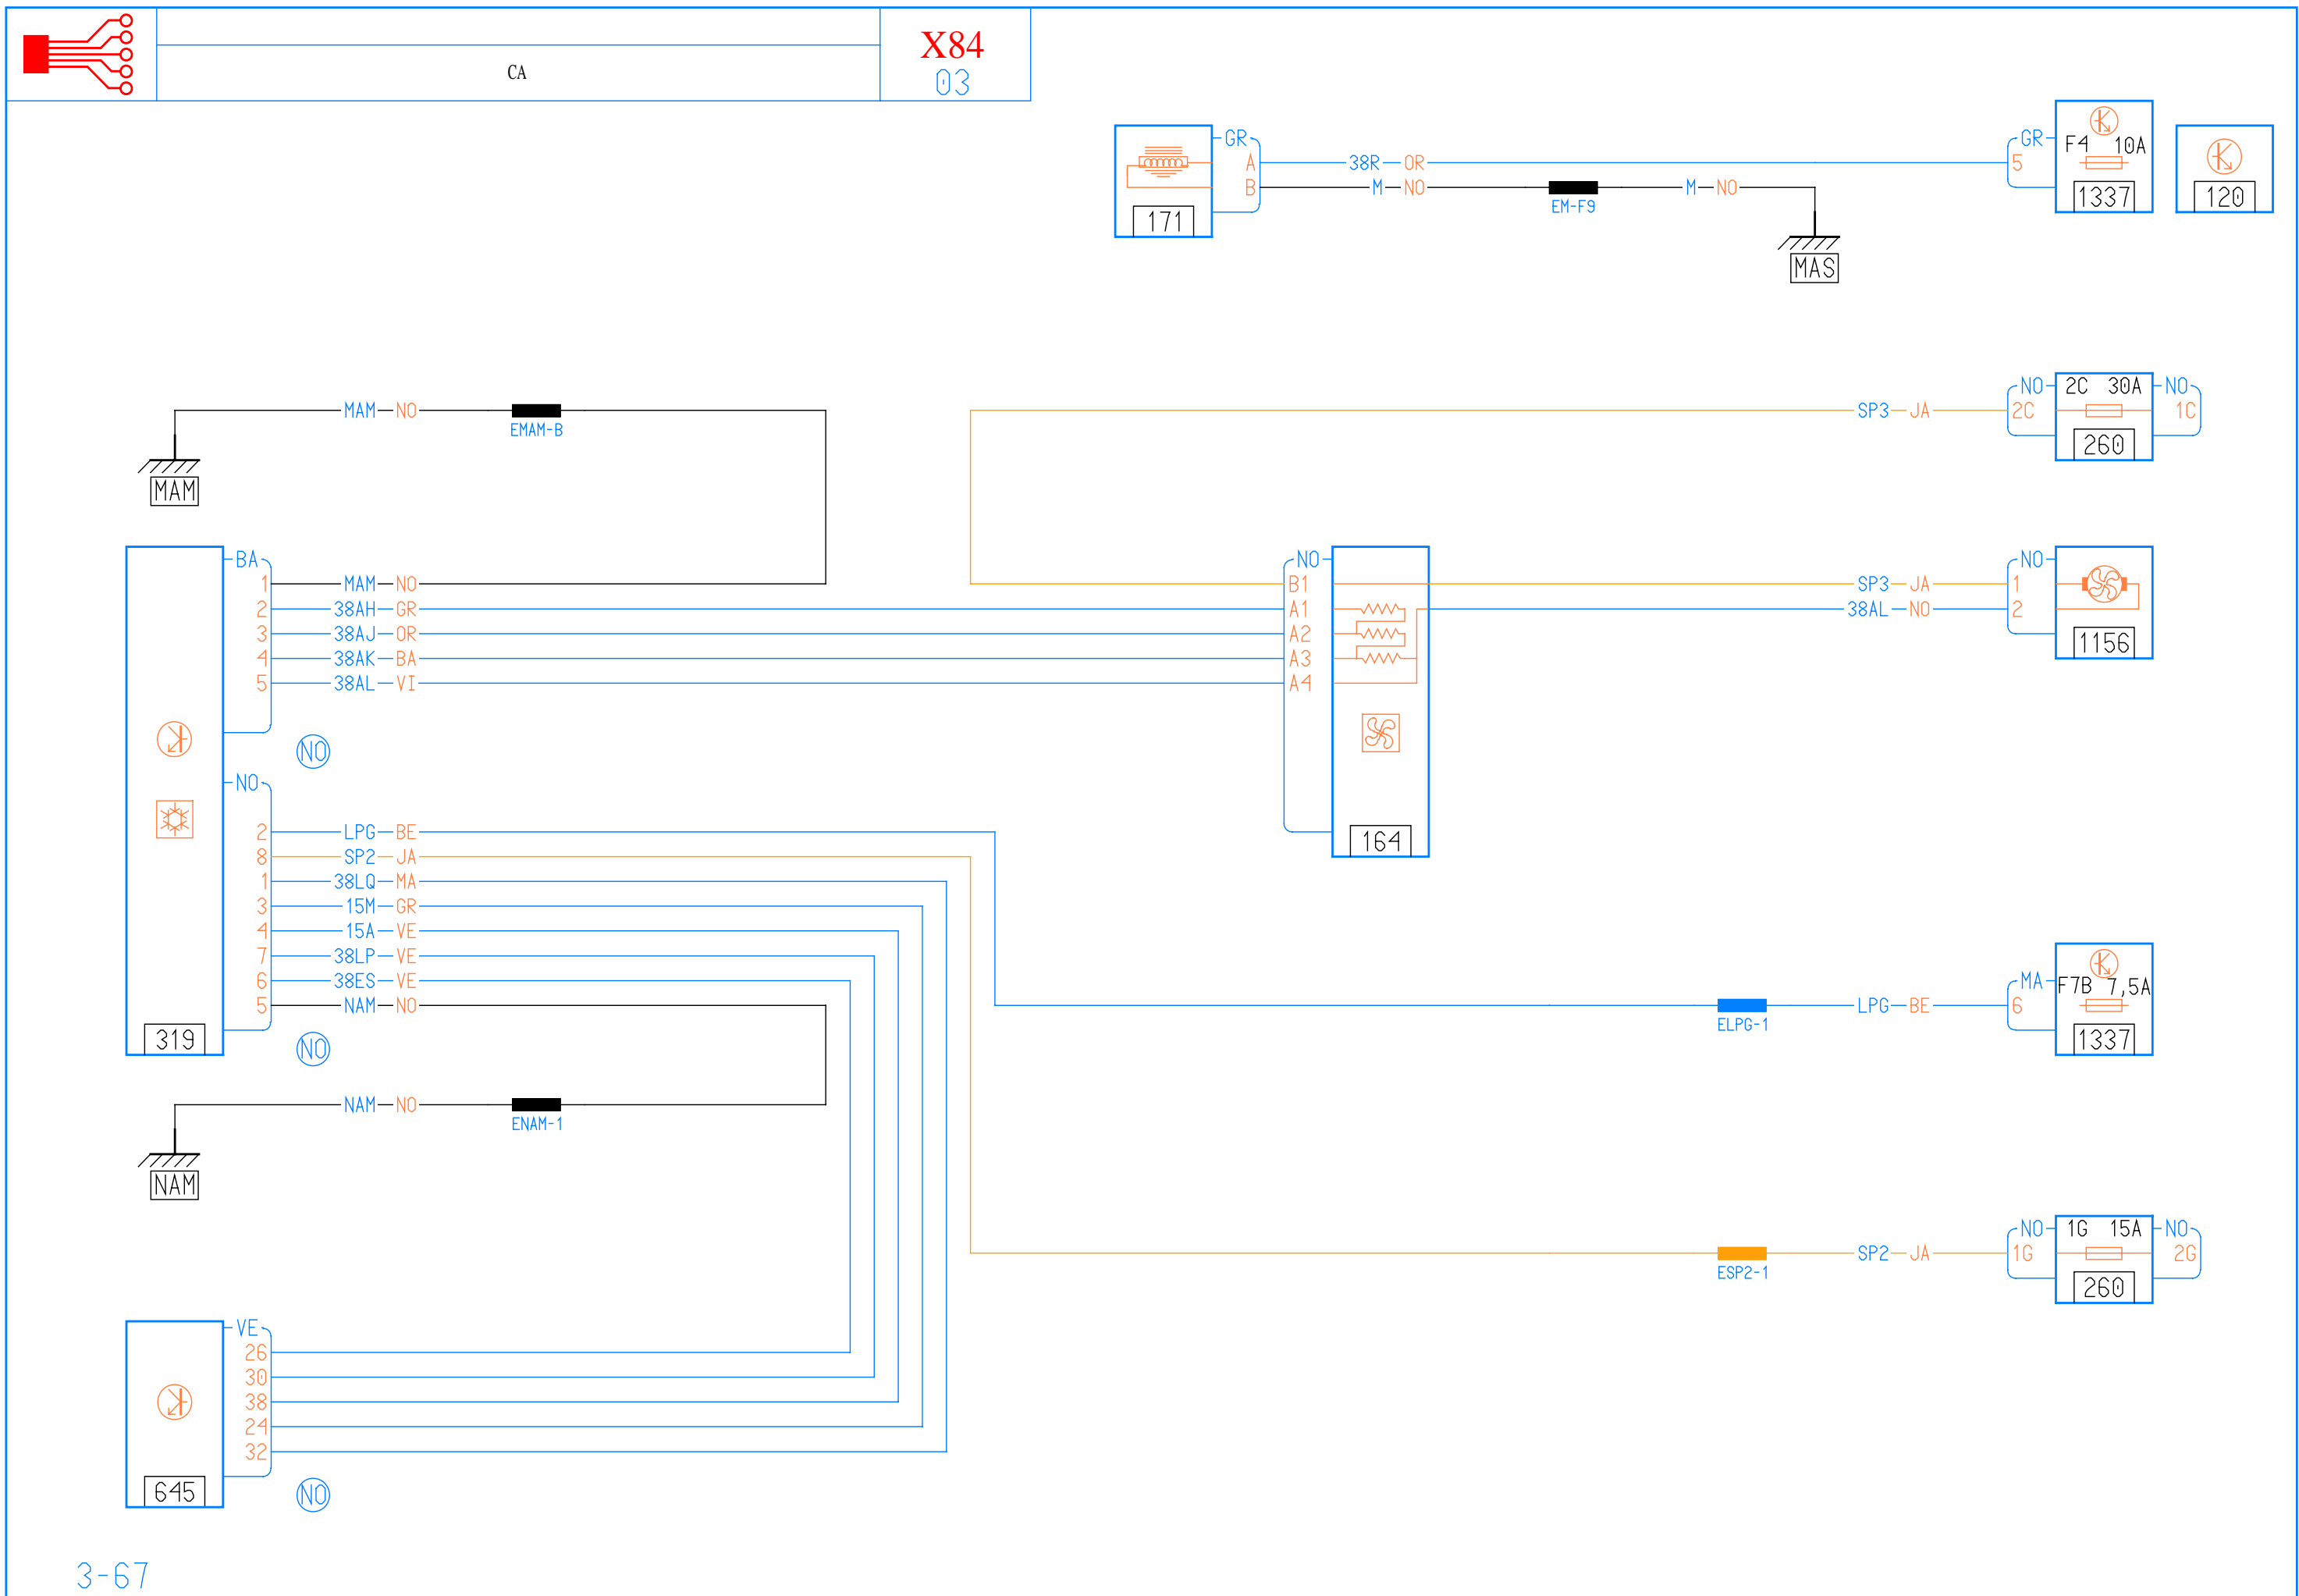 X84
CA
03
GR
A
38R OR
GR
5
F4 10A
B
M NO
EM-F9
M NO
1337
120
171
MAS
MAM NO
EMAM-B
SP3 JA
NO
2C
2C 30A
NO
1C
260
MAM
BA
NO
NO
1
MAM NO
B1
SP3 JA
1
2
38AH GR
A1
38AL NO
2
3
38AJ OR
A2
4
38AK BA
A3
1156
5
38AL VI
A4
NO
NO
2
LPG BE
164
8
SP2 JA
1
38LQ MA
3
15M GR
4
15A VE
7
38LP VE
6
38ES VE
MA
F7B 7,5A
5
NAM NO
ELPG-1
LPG BE
6
319
NO
1337
NAM NO
ENAM-1
NAM
NO
1G 15A
NO
ESP2-1
SP2 JA
1G
2G
260
VE
26
30
38
24
32
645
NO
3-67